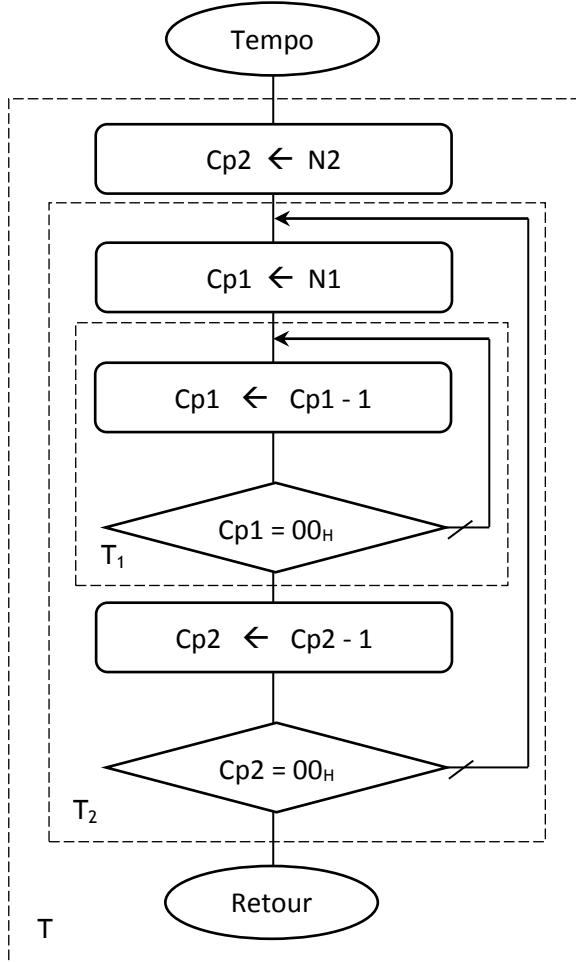 Tempo
Cp2 ← N2
Cp1 ← N1
Cp1 ← Cp1 - 1
Cp1 = 00H
T1
Cp2 ← Cp2 - 1
Cp2 = 00H
T2
Retour
T